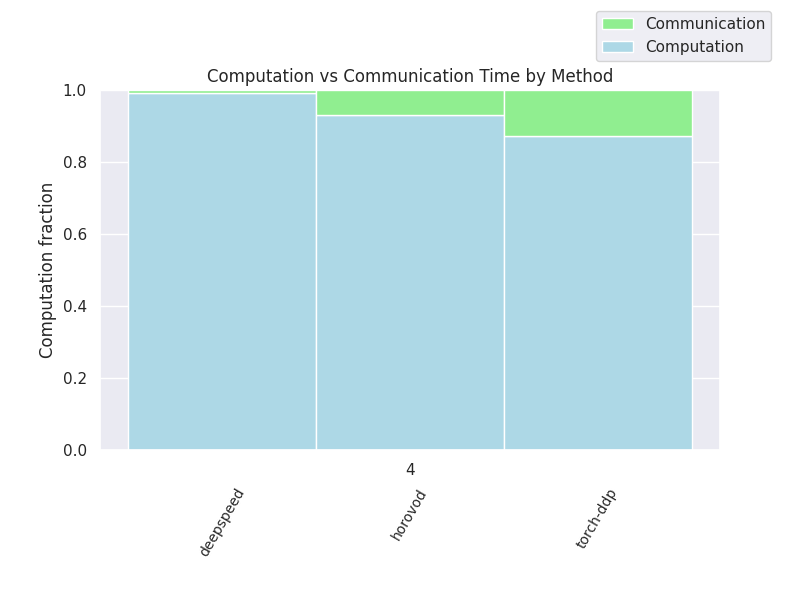 Communication
Computation
Computation vs Communication Time by Method
Computation fraction
1.0
0.8
0.6
0.4
0.2
0.0
4
deepspeed
horovod
torch-ddp